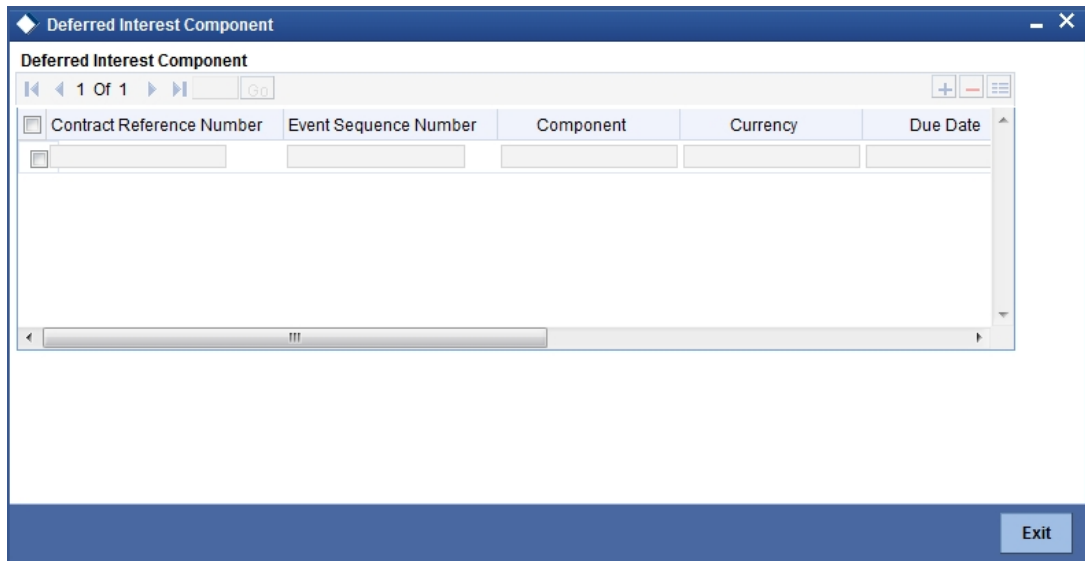 Deferred Interest Component
Deferred Interest Component
1 Of 1 Go
Contract Reference Number Event Sequence Number Component Currency Due Date
Exit